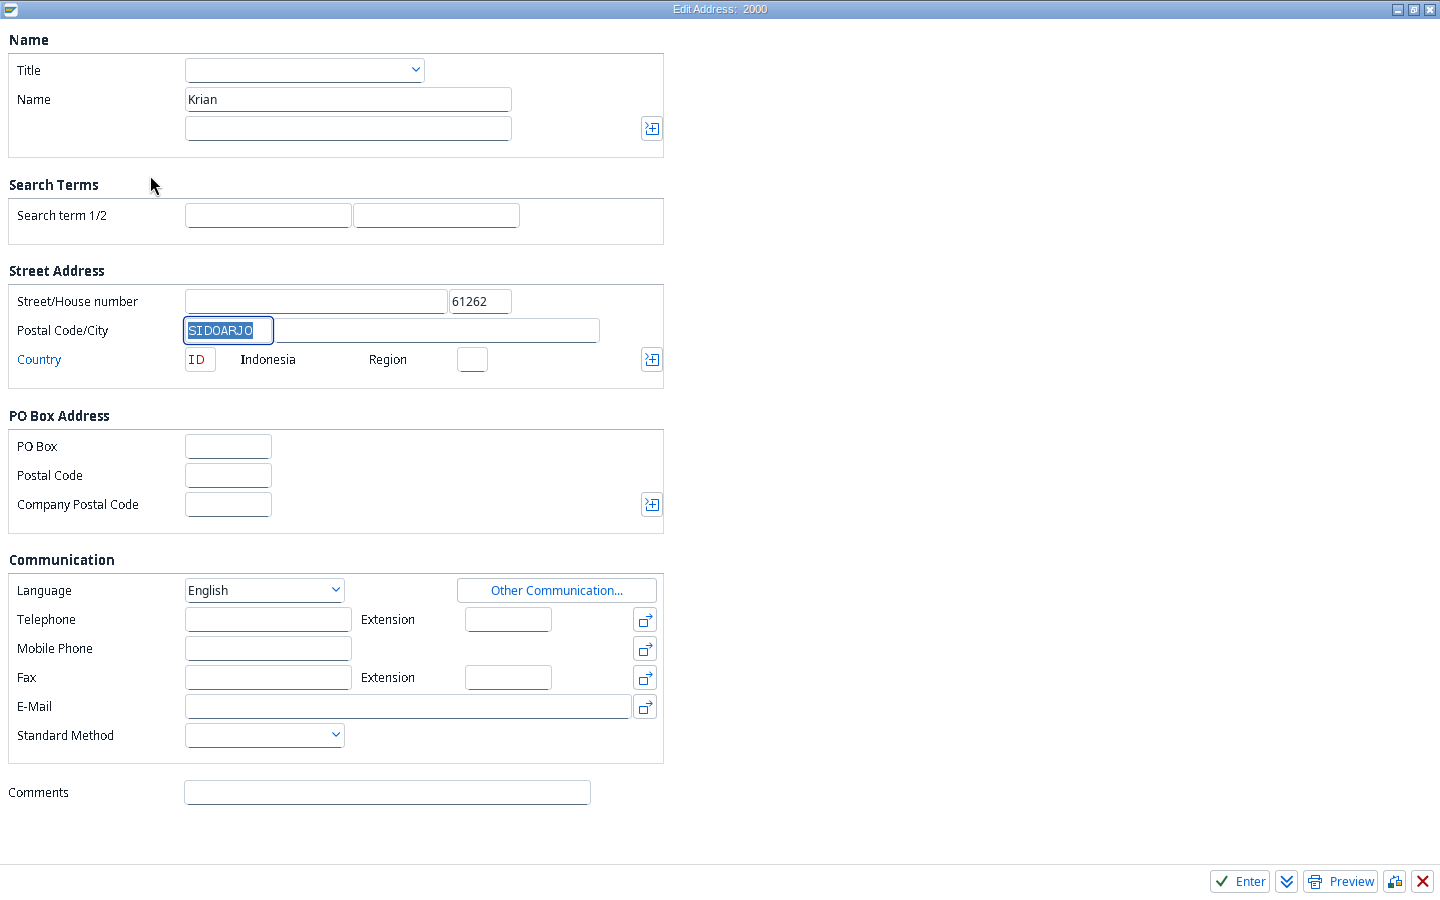 Edit Address: 2000
Name
Title
Name Krian
Search Terms
Search term 1/2
Street Address
Street/House number 61262
Postal Code/City SIDOARJO
Country ID Indonesia Region
PO Box Address
PO Box
Postal Code
Company Postal Code
Communication
Language English Other Communication...
Telephone Extension
Mobile Phone
Fax Extension
E-Mail
Standard Method
Comments
Enter Preview